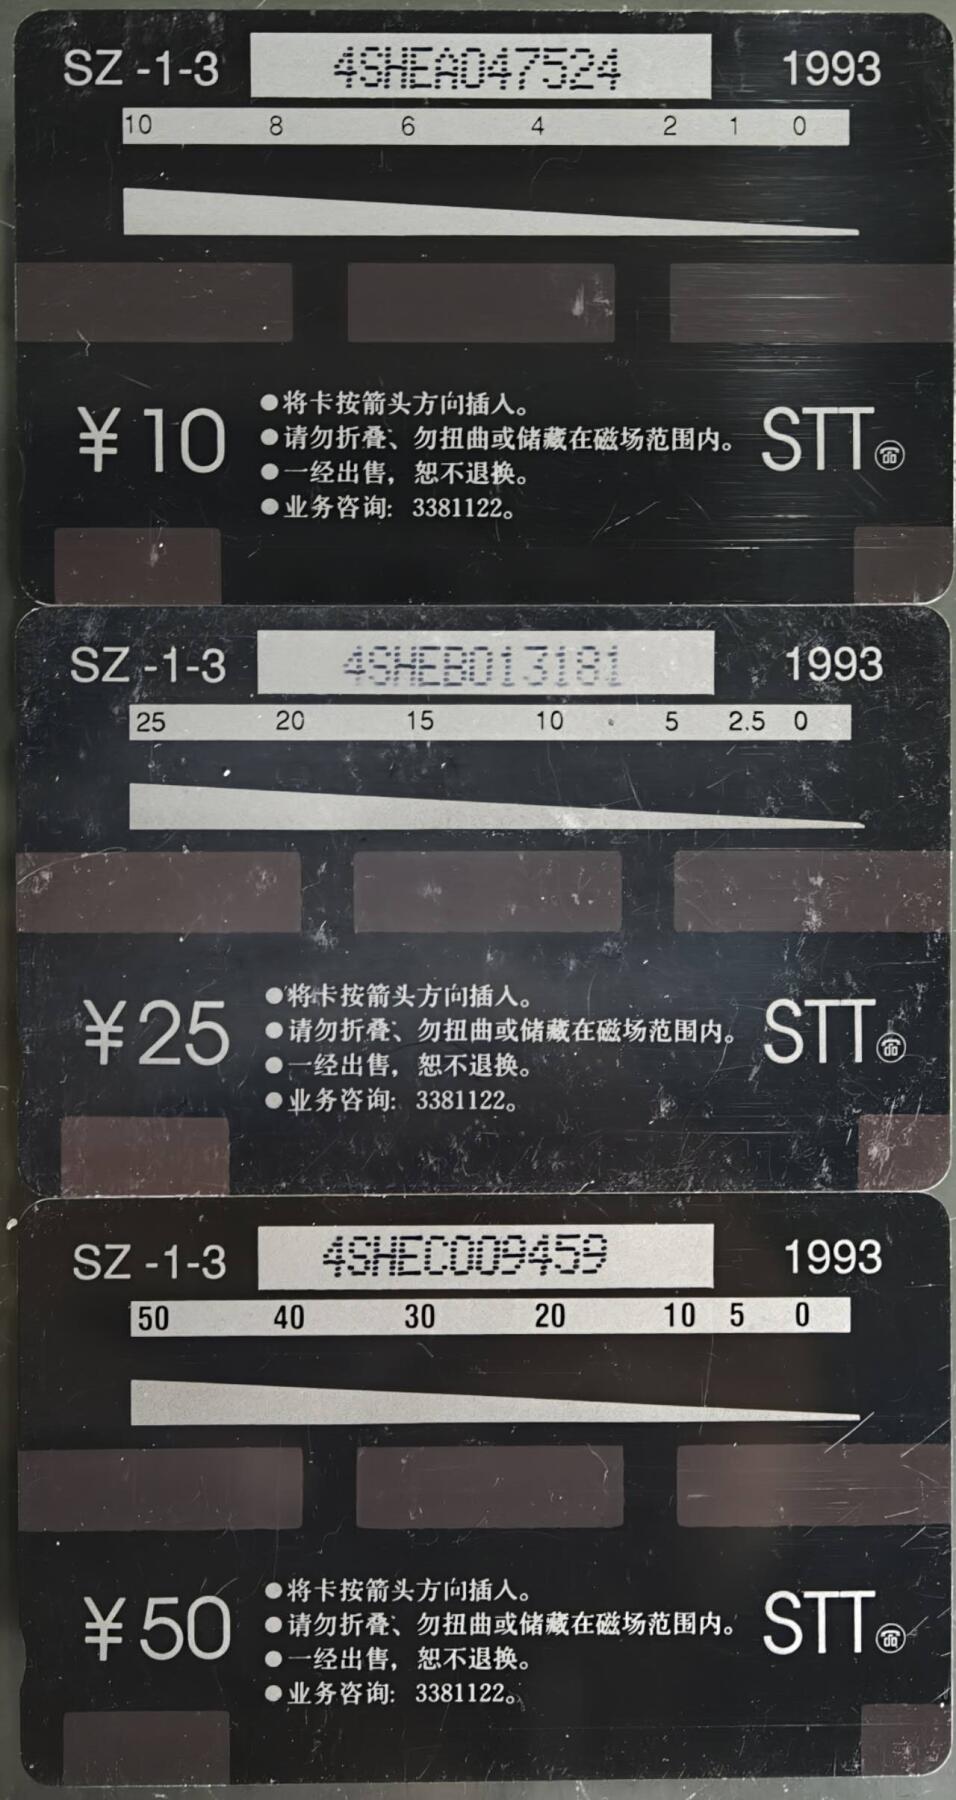 SZ -1-3 4SHEA047524 1993
10 8 6 4 2 1 0
¥10
●将卡按箭头方向插入。
●请勿折叠、勿扭曲或储藏在磁场范围内。
●一经出售，恕不退换。
●业务咨询：3381122。
STT
SZ -1-3 4SHEB013181 1993
25 20 15 10 5 2.5 0
¥25
●将卡按箭头方向插入。
●请勿折叠、勿扭曲或储藏在磁场范围内。
●一经出售，恕不退换。
●业务咨询：3381122。
STT
SZ -1-3 4SHEC009459 1993
50 40 30 20 10 5 0
¥50
●将卡按箭头方向插入。
●请勿折叠、勿扭曲或储藏在磁场范围内。
●一经出售，恕不退换。
●业务咨询：3381122。
STT